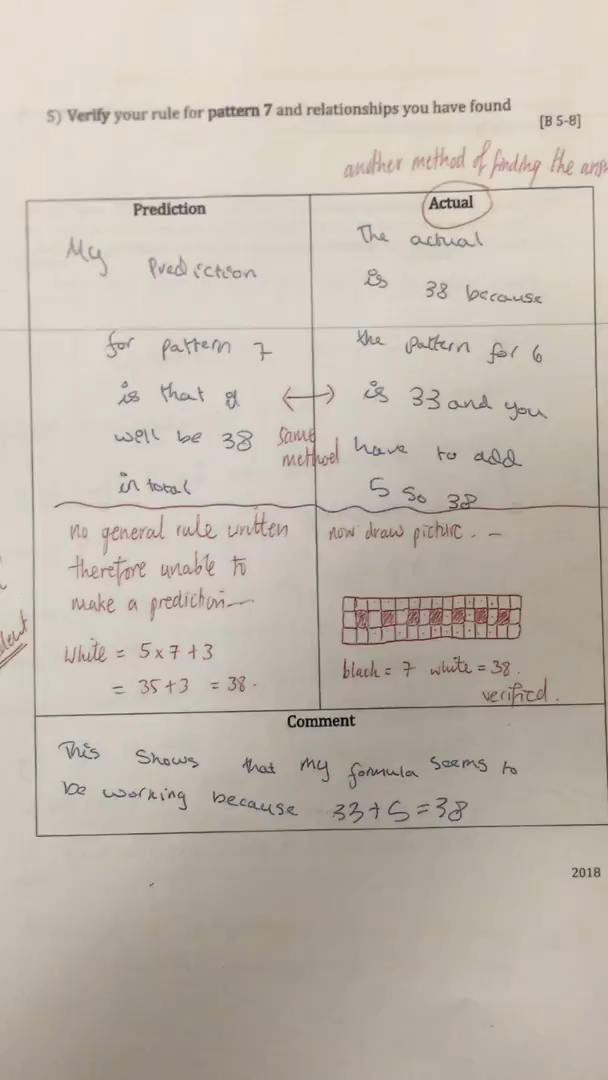 5) Verify your rule for pattern 7 and relationships you have found
[B 5-8]
another method of finding the
Prediction
Actual
My Prediction
for pattern 7
is that
well be 38
in total
The actual
is 38 because
the pattern for 6
is 33 and you
have to add
5 so 38
same
method
no general rule written
therefore unable to
make a prediction
White = 5 x 7 + 3
= 35 + 3 = 38.
now draw picture. -
black = 7 white = 38.
verified.
Comment
This shows that my formula seems to
be working because 33 + 5 = 38
2018